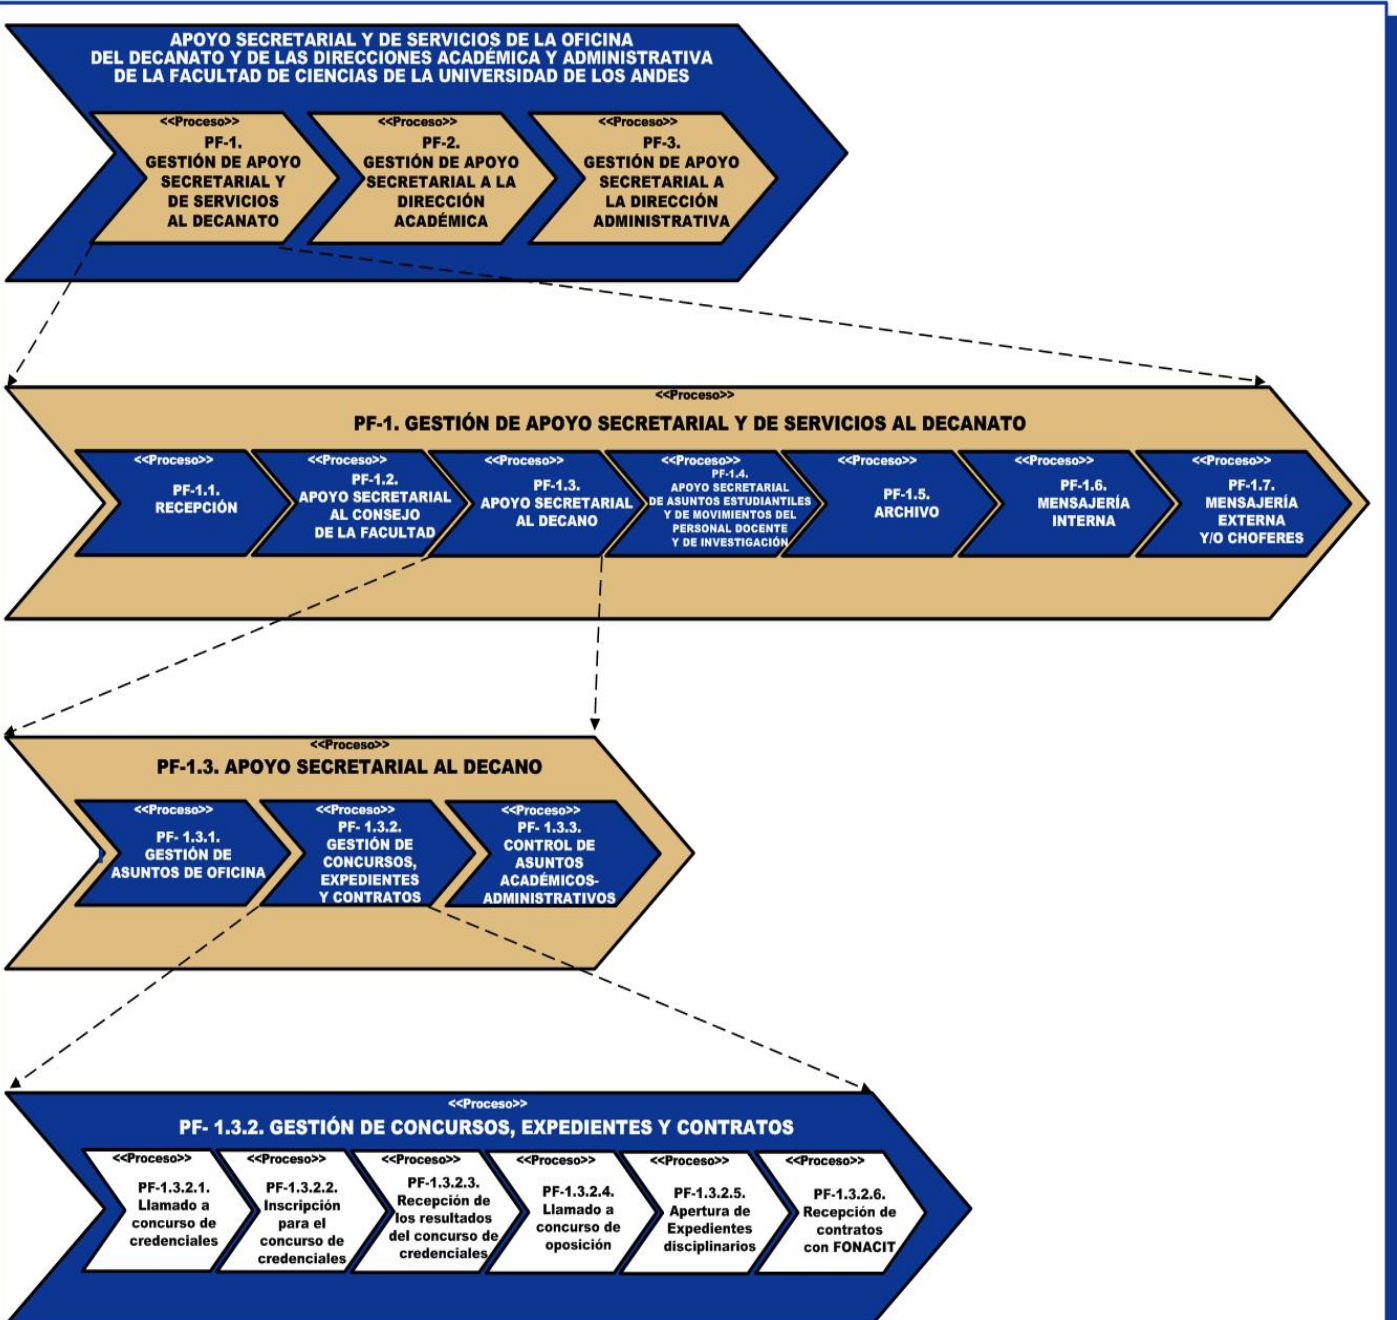 APOYO SECRETARIAL Y DE SERVICIOS DE LA OFICINA
DEL DECANATO Y DE LAS DIRECCIONES ACADÉMICA Y ADMINISTRATIVA
DE LA FACULTAD DE CIENCIAS DE LA UNIVERSIDAD DE LOS ANDES
<<Proceso>>
PF-1.
GESTIÓN DE APOYO
SECRETARIAL Y
DE SERVICIOS
AL DECANATO
<<Proceso>>
PF-2.
GESTIÓN DE APOYO
SECRETARIAL A LA
DIRECCIÓN
ACADÉMICA
<<Proceso>>
PF-3.
GESTIÓN DE APOYO
SECRETARIAL A
LA DIRECCIÓN
ADMINISTRATIVA
<<Proceso>>
PF-1. GESTIÓN DE APOYO SECRETARIAL Y DE SERVICIOS AL DECANATO
<<Proceso>>
PF-1.1.
RECEPCIÓN
<<Proceso>>
PF-1.2.
APOYO SECRETARIAL
AL CONSEJO
DE LA FACULTAD
<<Proceso>>
PF-1.3.
APOYO SECRETARIAL
AL DECANO
<<Proceso>>
PF-1.4.
APOYO SECRETARIAL
DE ASUNTOS ESTUDIANTILES
Y DE MOVIMIENTOS DEL
PERSONAL DOCENTE
Y DE INVESTIGACIÓN
<<Proceso>>
PF-1.5.
ARCHIVO
<<Proceso>>
PF-1.6.
MENSAJERÍA
INTERNA
<<Proceso>>
PF-1.7.
MENSAJERÍA
EXTERNA
Y/O CHOFERES
<<Proceso>>
PF-1.3. APOYO SECRETARIAL AL DECANO
<<Proceso>>
PF- 1.3.1.
GESTIÓN DE
ASUNTOS DE OFICINA
<<Proceso>>
PF- 1.3.2.
GESTIÓN DE
CONCURSOS,
EXPEDIENTES
Y CONTRATOS
<<Proceso>>
PF- 1.3.3.
CONTROL DE
ASUNTOS
ACADÉMICOS-
ADMINISTRATIVOS
<<Proceso>>
PF- 1.3.2. GESTIÓN DE CONCURSOS, EXPEDIENTES Y CONTRATOS
<<Proceso>>
PF-1.3.2.1.
Llamado a
concurso de
credenciales
<<Proceso>>
PF-1.3.2.2.
Inscripción
para el
concurso de
credenciales
<<Proceso>>
PF-1.3.2.3.
Recepción de
los resultados
del concurso de
credenciales
<<Proceso>>
PF-1.3.2.4.
Llamado a
concurso de
oposición
<<Proceso>>
PF-1.3.2.5.
Apertura de
Expedientes
disciplinarios
<<Proceso>>
PF-1.3.2.6.
Recepción de
contratos
con FONACIT